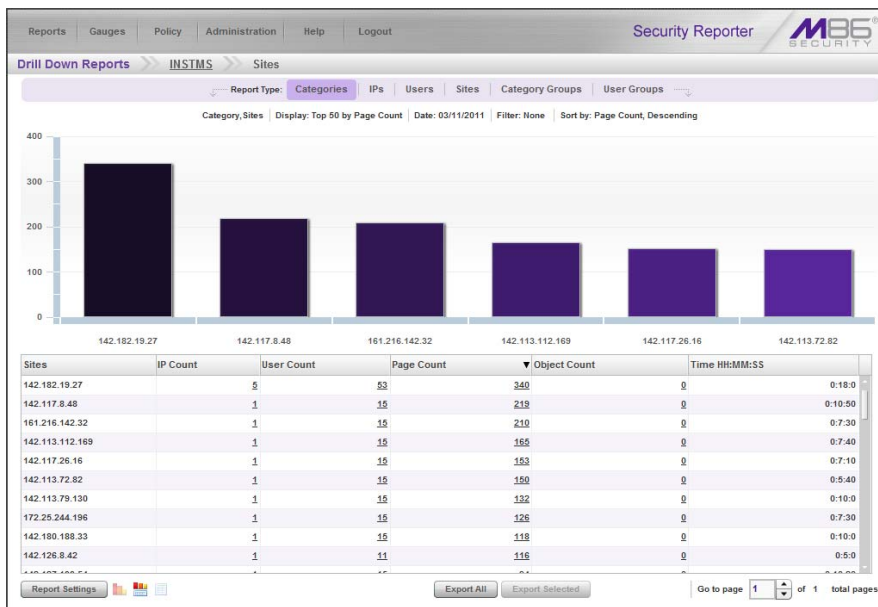 Reports Gauges Policy Administration Help Logout Security Reporter M86® SECURITY
Drill Down Reports INSTMS Sites
Report Type: Categories IPs Users Sites Category Groups User Groups
Category,Sites Display: Top 50 by Page Count Date: 03/11/2011 Filter: None Sort by: Page Count, Descending
400
300
200
100
0
142.182.19.27 142.117.8.48 161.216.142.32 142.113.112.169 142.117.26.16 142.113.72.82
Sites IP Count User Count Page Count Object Count Time HH:MM:SS
142.182.19.27 5 53 340 0 0:18:0
142.117.8.48 1 15 219 0 0:10:50
161.216.142.32 1 15 210 0 0:7:30
142.113.112.169 1 15 165 0 0:7:40
142.117.26.16 1 15 153 0 0:7:10
142.113.72.82 1 15 150 0 0:5:40
142.113.79.130 1 15 132 0 0:10:0
172.25.244.196 1 15 126 0 0:7:30
142.180.188.33 1 15 118 0 0:10:0
142.126.8.42 1 11 116 0 0:5:0
Report Settings Export All Export Selected Go to page 1 of 1 total pages